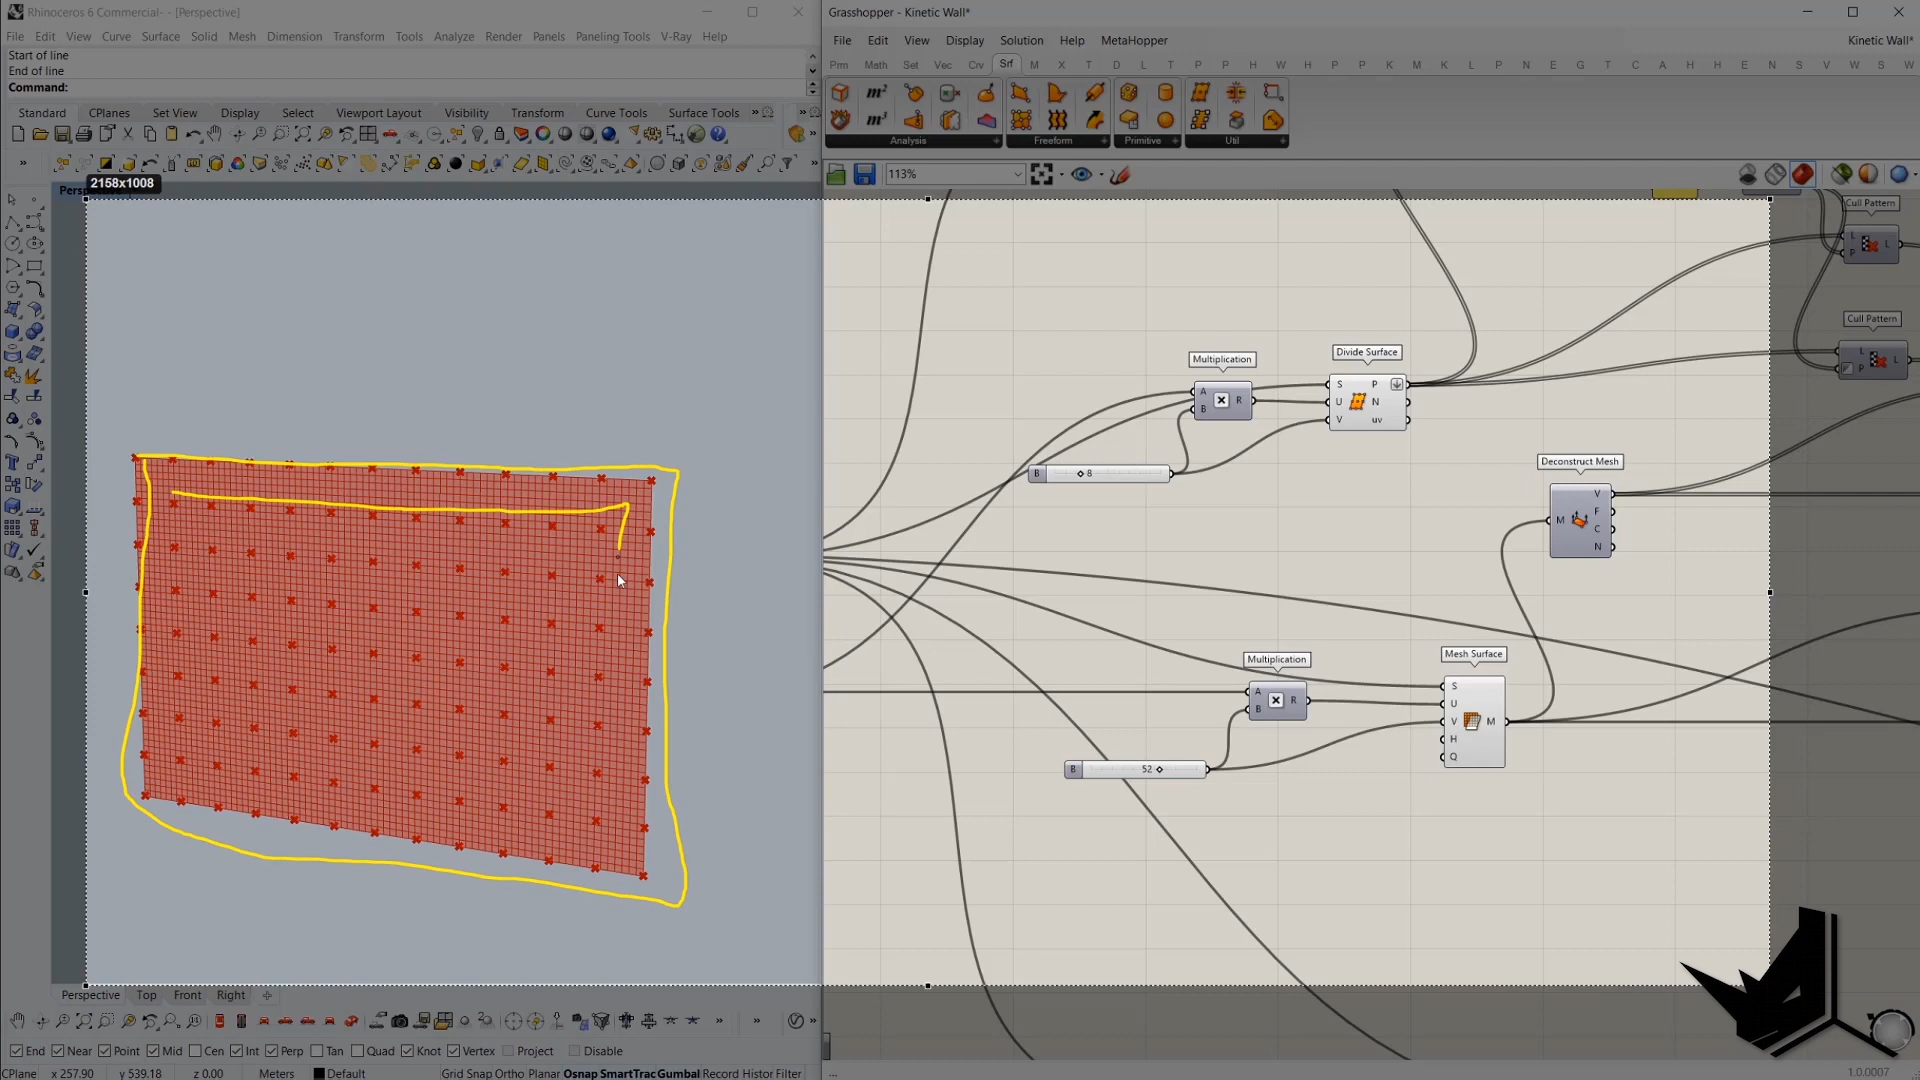 Rhinoceros 6 Commercial- - [Perspective]
File Edit View Curve Surface Solid Mesh Dimension Transform Tools Analyze Render Panels Paneling Tools V-Ray Help
Start of line
End of line
Command:
Standard CPlanes Set View Display Select Viewport Layout Visibility Transform Curve Tools Surface Tools
2158x1008
Perspective Top Front Right
End Near Point Mid Cen Int Perp Tan Quad Knot Vertex Project Disable
CPlane x 257.90 y 539.18 z 0.00 Meters Default Grid Snap Ortho Planar Osnap SmartTrac Gumbal Record Histor Filter
Grasshopper - Kinetic Wall*
File Edit View Display Solution Help MetaHopper Kinetic Wall*
Prm Math Set Vec Crv Srf M X T D L T P P H W H P P K M K M L P N E G T C A H H E N S V W S W
m² m³
Analysis Freeform Primitive Util
113%
Cull Pattern
L P L
Cull Pattern
L P L
Multiplication
A B R
Divide Surface
S U V P N uv
B 8
Deconstruct Mesh
M V F C N
Multiplication
A B R
Mesh Surface
S U V H Q M
B 52
...
1.0.0007